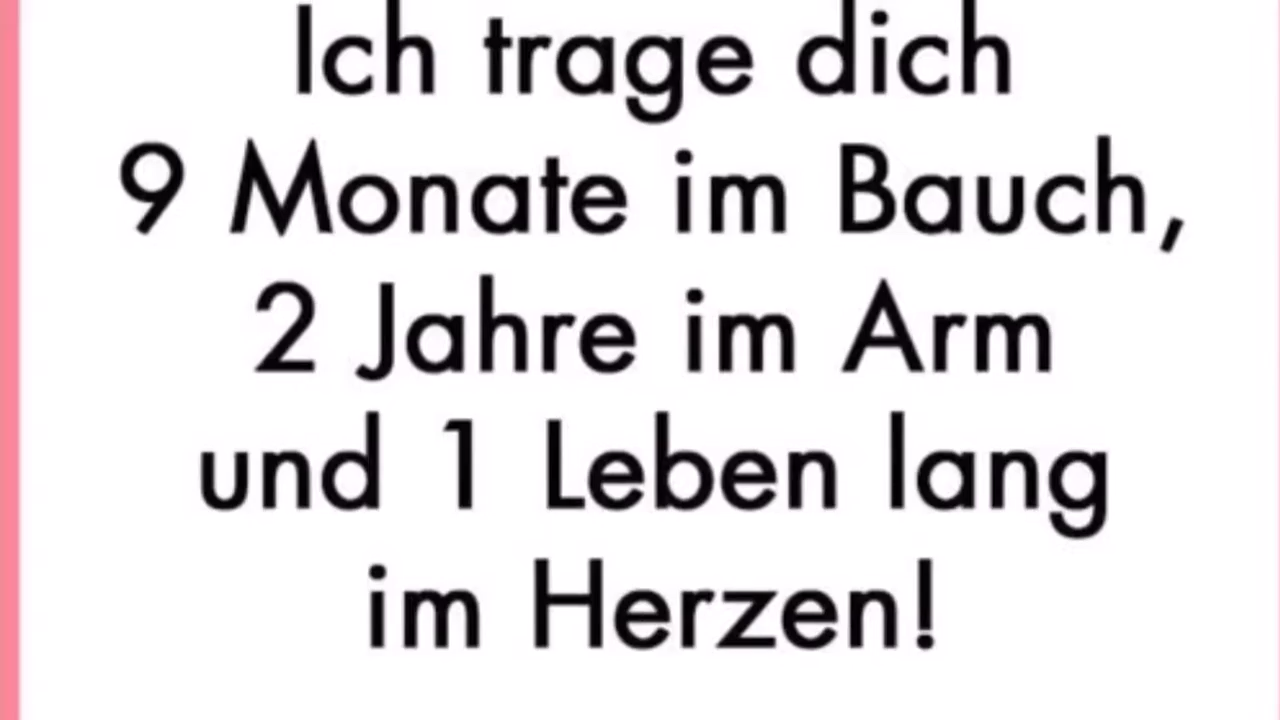 Ich trage dich
9 Monate im Bauch,
2 Jahre im Arm
und 1 Leben lang
im Herzen!